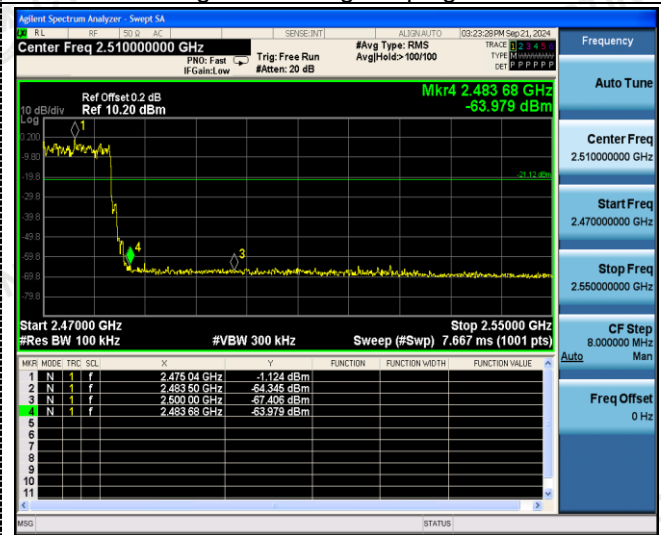 Agilent Spectrum Analyzer - Swept SA
RL RF 50 Ω AC SENSE:INT ALIGNAUTO 03:23:28 PM Sep 21, 2024
Center Freq 2.510000000 GHz
PNO: Fast
IFGain:Low
Trig: Free Run
#Atten: 20 dB
#Avg Type: RMS
Avg|Hold:>100/100
TRACE 1 2 3 4 5 6
TYPE M
DET P P P P P P
Frequency
Auto Tune
Center Freq
2.510000000 GHz
Start Freq
2.470000000 GHz
Stop Freq
2.550000000 GHz
CF Step
8.000000 MHz
Auto Man
Freq Offset
0 Hz
Mkr4 2.483 68 GHz
-63.979 dBm
Ref Offset 0.2 dB
10 dB/div Ref 10.20 dBm
Log
1
0.200
-9.80
-19.8
-21.12 dBm
-29.8
-39.8
-49.8
4
3
-59.8
-69.8
-79.8
Start 2.47000 GHz Stop 2.55000 GHz
#Res BW 100 kHz #VBW 300 kHz Sweep (#Swp) 7.667 ms (1001 pts)
MKR MODE TRC SCL X Y FUNCTION FUNCTION WIDTH FUNCTION VALUE
1 N 1 f 2.475 04 GHz -1.124 dBm
2 N 1 f 2.483 50 GHz -64.345 dBm
3 N 1 f 2.500 00 GHz -67.406 dBm
4 N 1 f 2.483 68 GHz -63.979 dBm
5
6
7
8
9
10
11
MSG STATUS